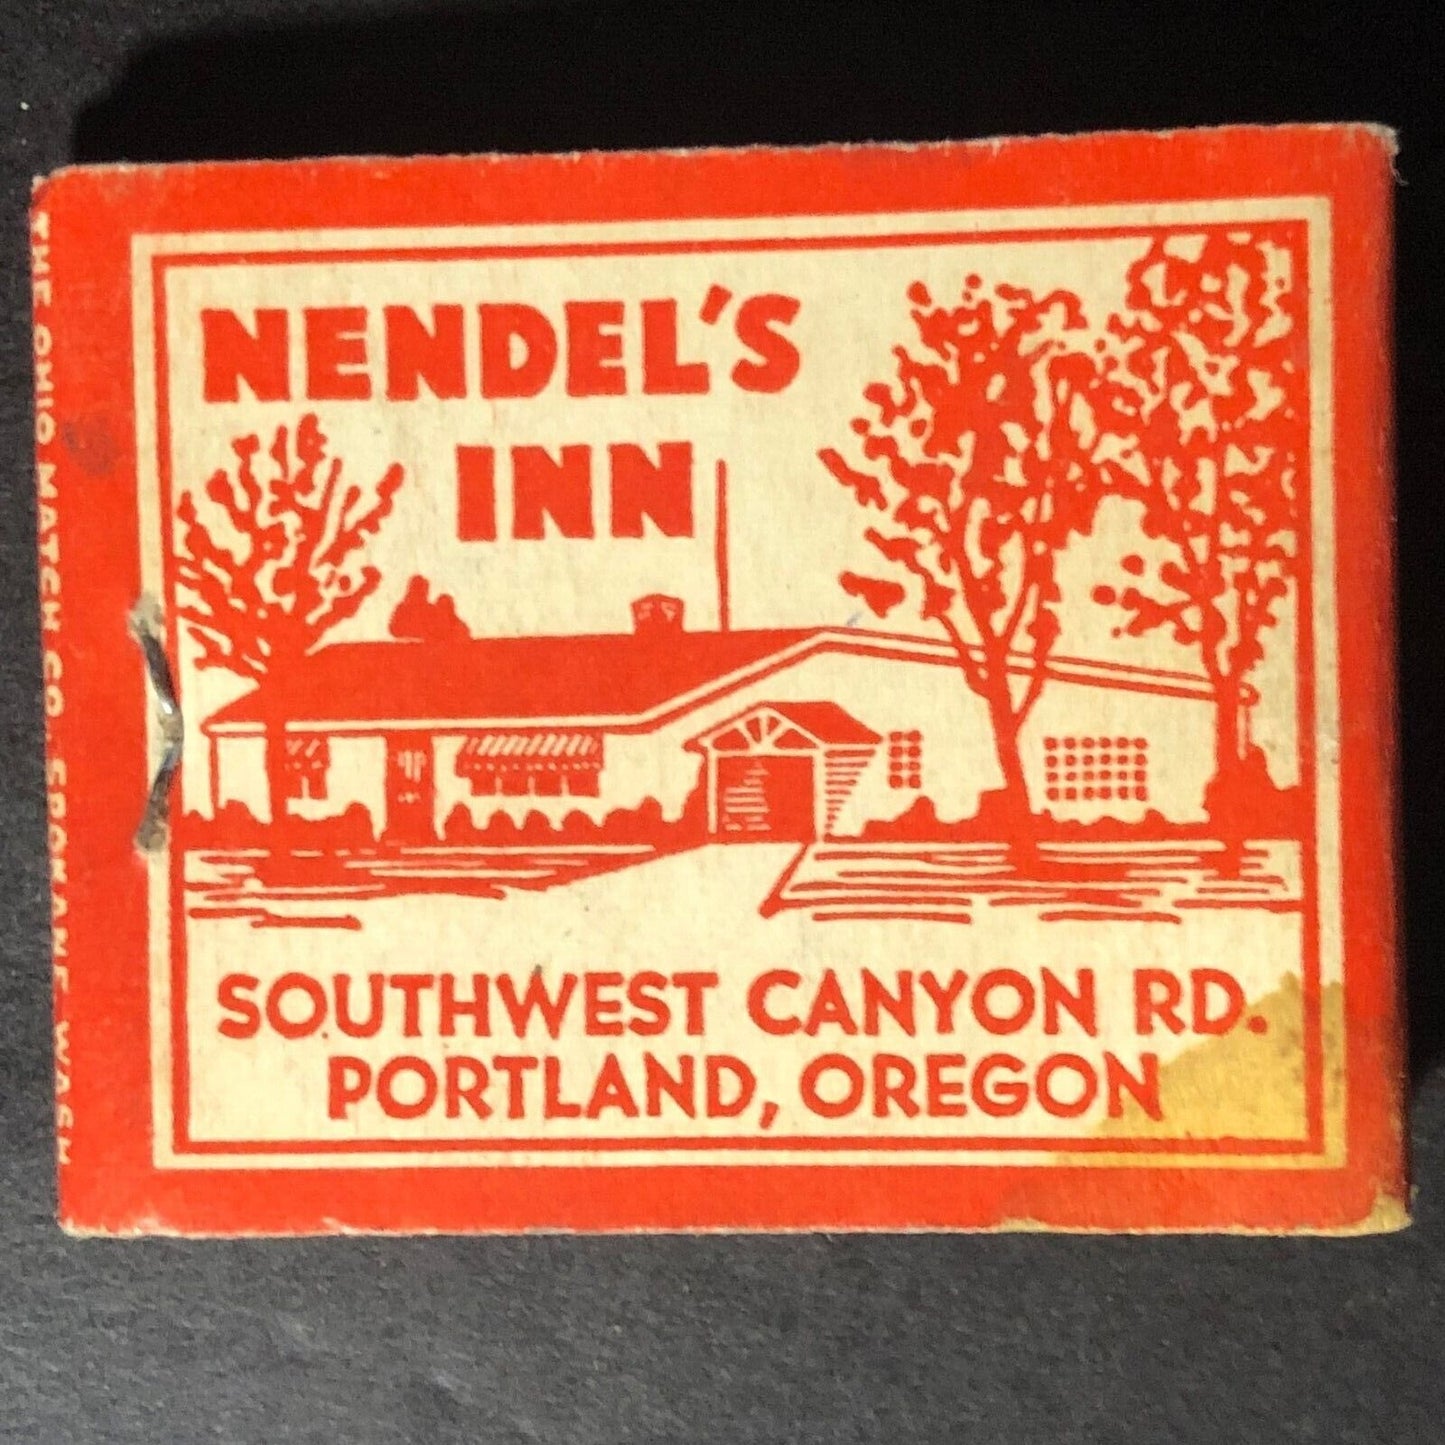 NENDEL'S
INN
SOUTHWEST CANYON RD.
PORTLAND, OREGON
THE OHIO MATCH CO. SPOKANE WASH